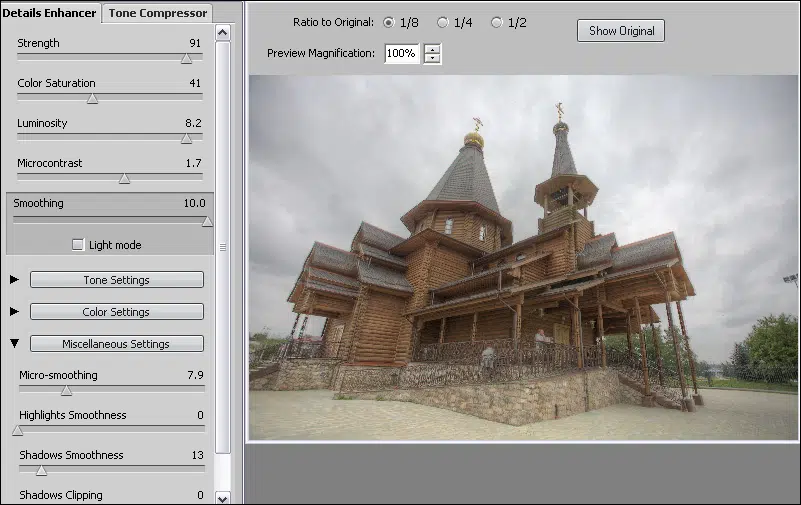 Details Enhancer Tone Compressor
Strength 91
Color Saturation 41
Luminosity 8.2
Microcontrast 1.7
Smoothing 10.0
Light mode
Tone Settings
Color Settings
Miscellaneous Settings
Micro-smoothing 7.9
Highlights Smoothness 0
Shadows Smoothness 13
Shadows Clipping 0
Ratio to Original: 1/8 1/4 1/2
Show Original
Preview Magnification: 100%